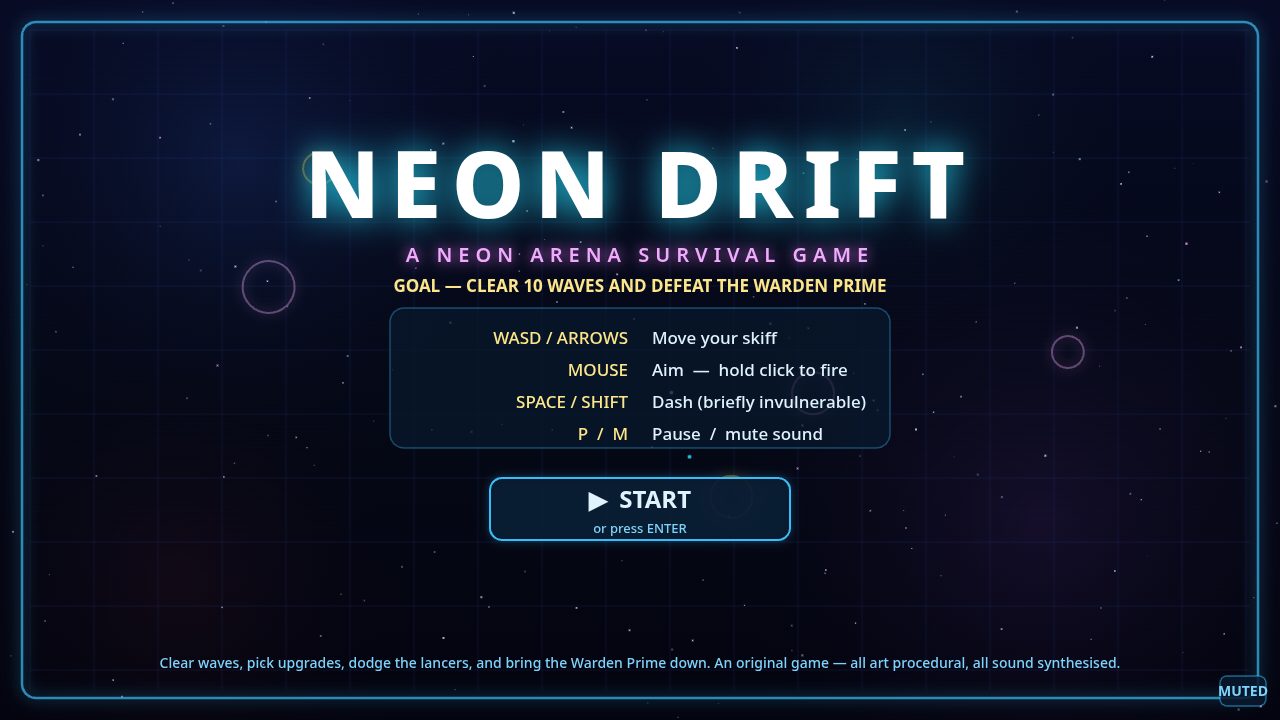 NEON DRIFT
A NEON ARENA SURVIVAL GAME
GOAL — CLEAR 10 WAVES AND DEFEAT THE WARDEN PRIME
WASD / ARROWS Move your skiff
MOUSE Aim — hold click to fire
SPACE / SHIFT Dash (briefly invulnerable)
P / M Pause / mute sound
▶ START
or press ENTER
Clear waves, pick upgrades, dodge the lancers, and bring the Warden Prime down. An original game — all art procedural, all sound synthesised.
MUTED